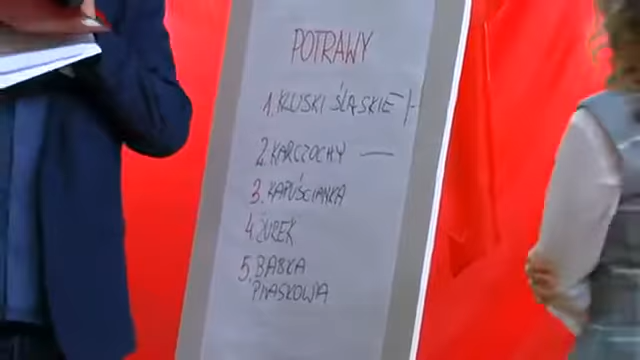 POTRAWY
1. KLUSKI ŚLĄSKIE
2. KARCZOCHY —
3. KAPUŚCIANKA
4. ŻUREK
5. BABKA
PIASKOWA